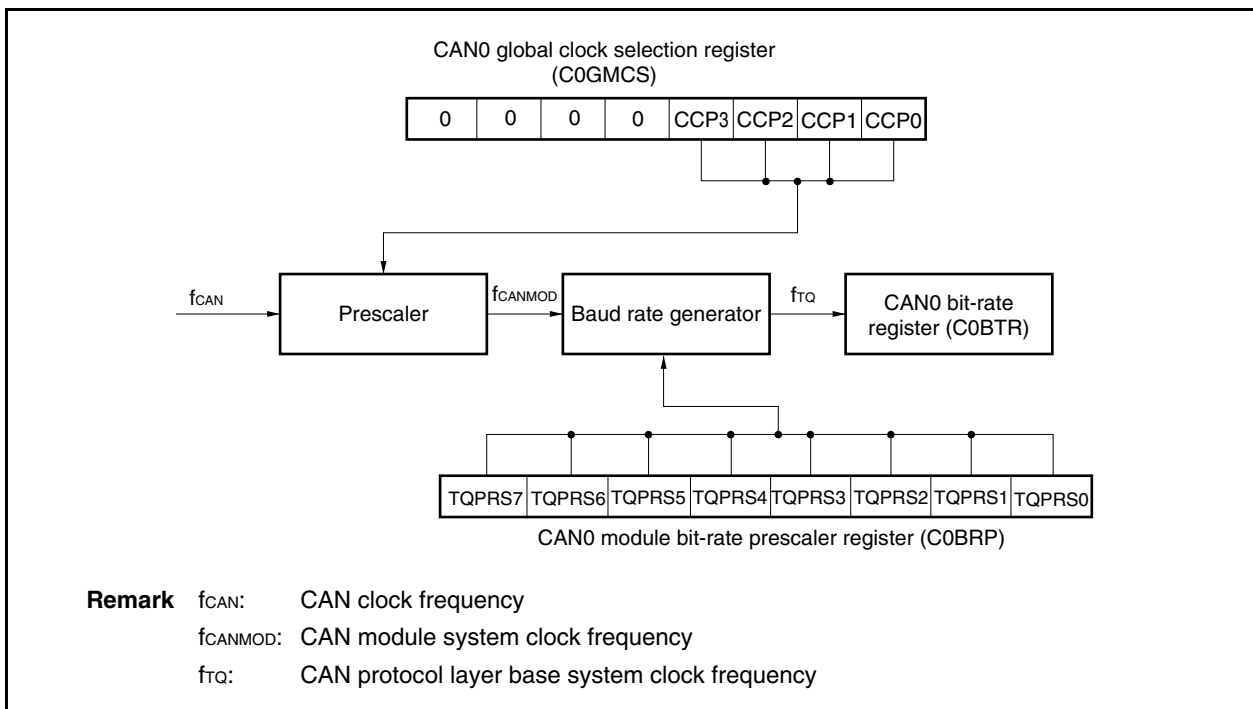 CAN0 global clock selection register
(C0GMCS)
0 0 0 0 CCP3 CCP2 CCP1 CCP0
fCAN
Prescaler
fCANMOD
Baud rate generator
fTQ
CAN0 bit-rate
register (C0BTR)
TQPRS7 TQPRS6 TQPRS5 TQPRS4 TQPRS3 TQPRS2 TQPRS1 TQPRS0
CAN0 module bit-rate prescaler register (C0BRP)
Remark fCAN: CAN clock frequency
fCANMOD: CAN module system clock frequency
fTQ: CAN protocol layer base system clock frequency